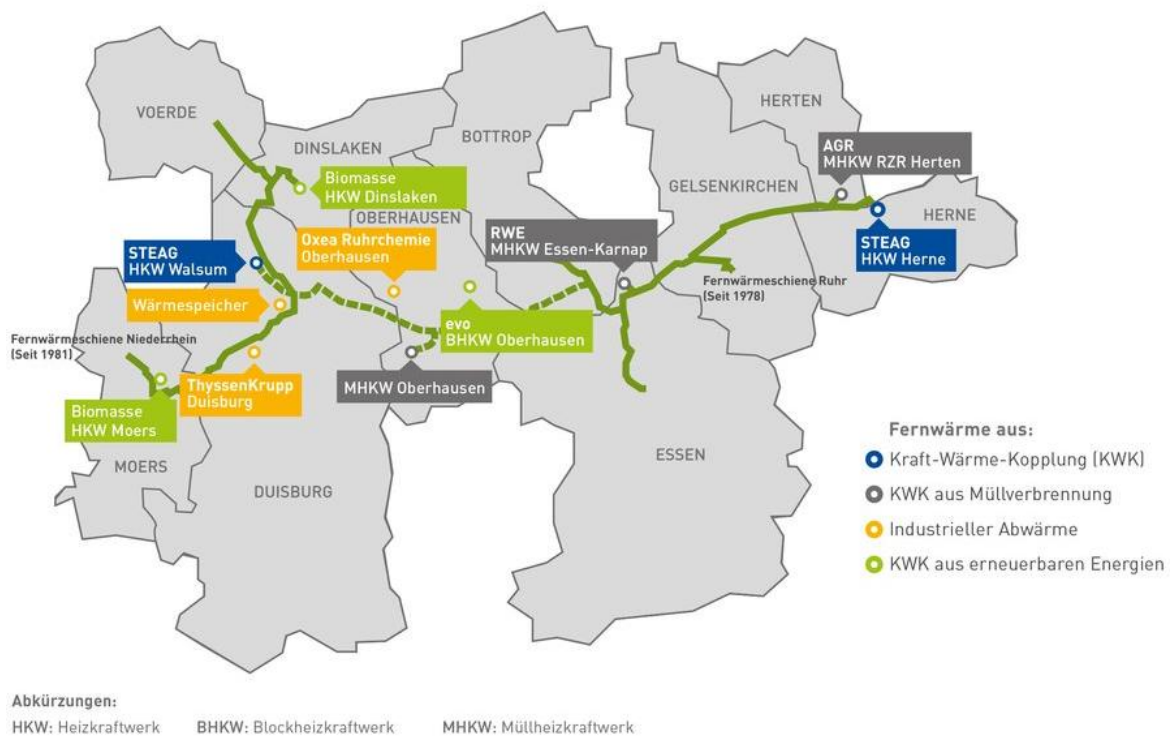 VOERDE
DINSLAKEN
BOTTROP
HERTEN
AGR
MHKW RZR Herten
GELSENKIRCHEN
HERNE
Biomasse
HKW Dinslaken
OBERHAUSEN
STEAG
HKW Walsum
Oxea Ruhrchemie
Oberhausen
RWE
MHKW Essen-Karnap
STEAG
HKW Herne
Fernwärmeschiene Ruhr
(Seit 1978)
Wärmespeicher
evo
BHKW Oberhausen
Fernwärmeschiene Niederrhein
(Seit 1981)
MHKW Oberhausen
ThyssenKrupp
Duisburg
Biomasse
HKW Moers
MOERS
DUISBURG
ESSEN
Fernwärme aus:
Kraft-Wärme-Kopplung (KWK)
KWK aus Müllverbrennung
Industrieller Abwärme
KWK aus erneuerbaren Energien
Abkürzungen:
HKW: Heizkraftwerk BHKW: Blockheizkraftwerk MHKW: Müllheizkraftwerk